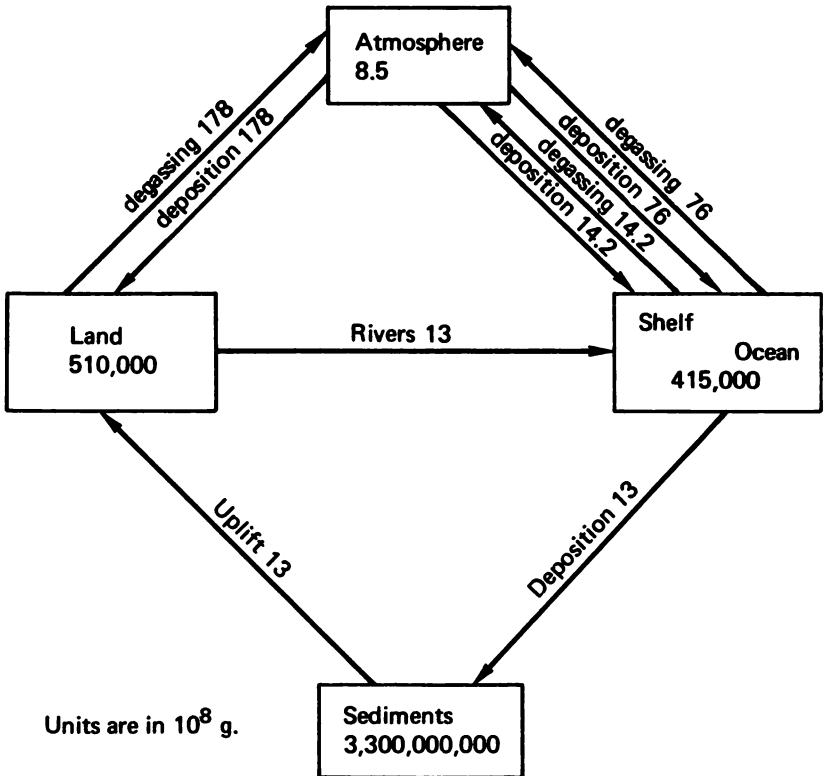 Atmosphere
8.5
degassing 178
deposition 178
degassing 76
deposition 76
degassing 14.2
deposition 14.2
Land
510,000
Rivers 13
Shelf
Ocean
415,000
Uplift 13
Deposition 13
Sediments
3,300,000,000
Units are in 10⁸ g.